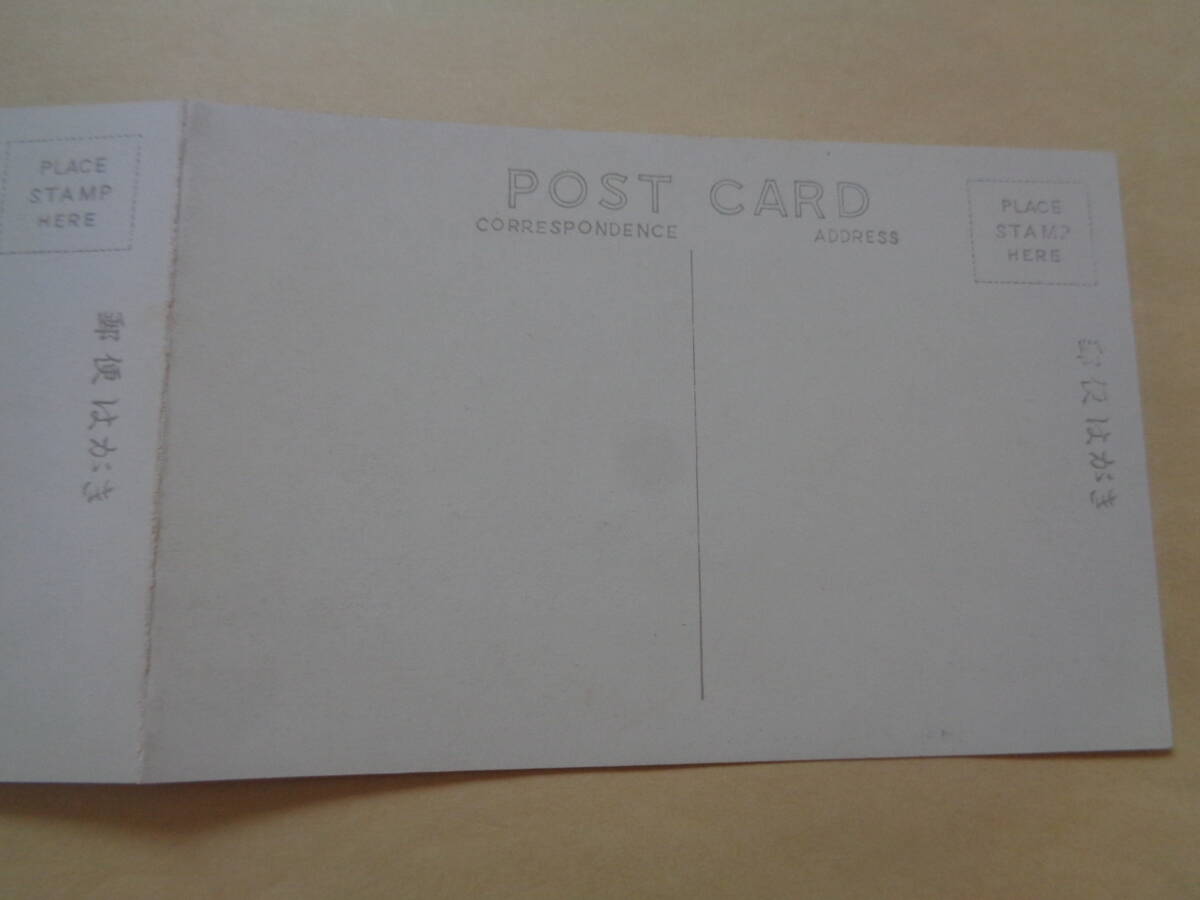 PLACE
STAMP
HERE
郵便はがき
POST CARD
CORRESPONDENCE
ADDRESS
PLACE
STAMP
HERE
郵便はがき